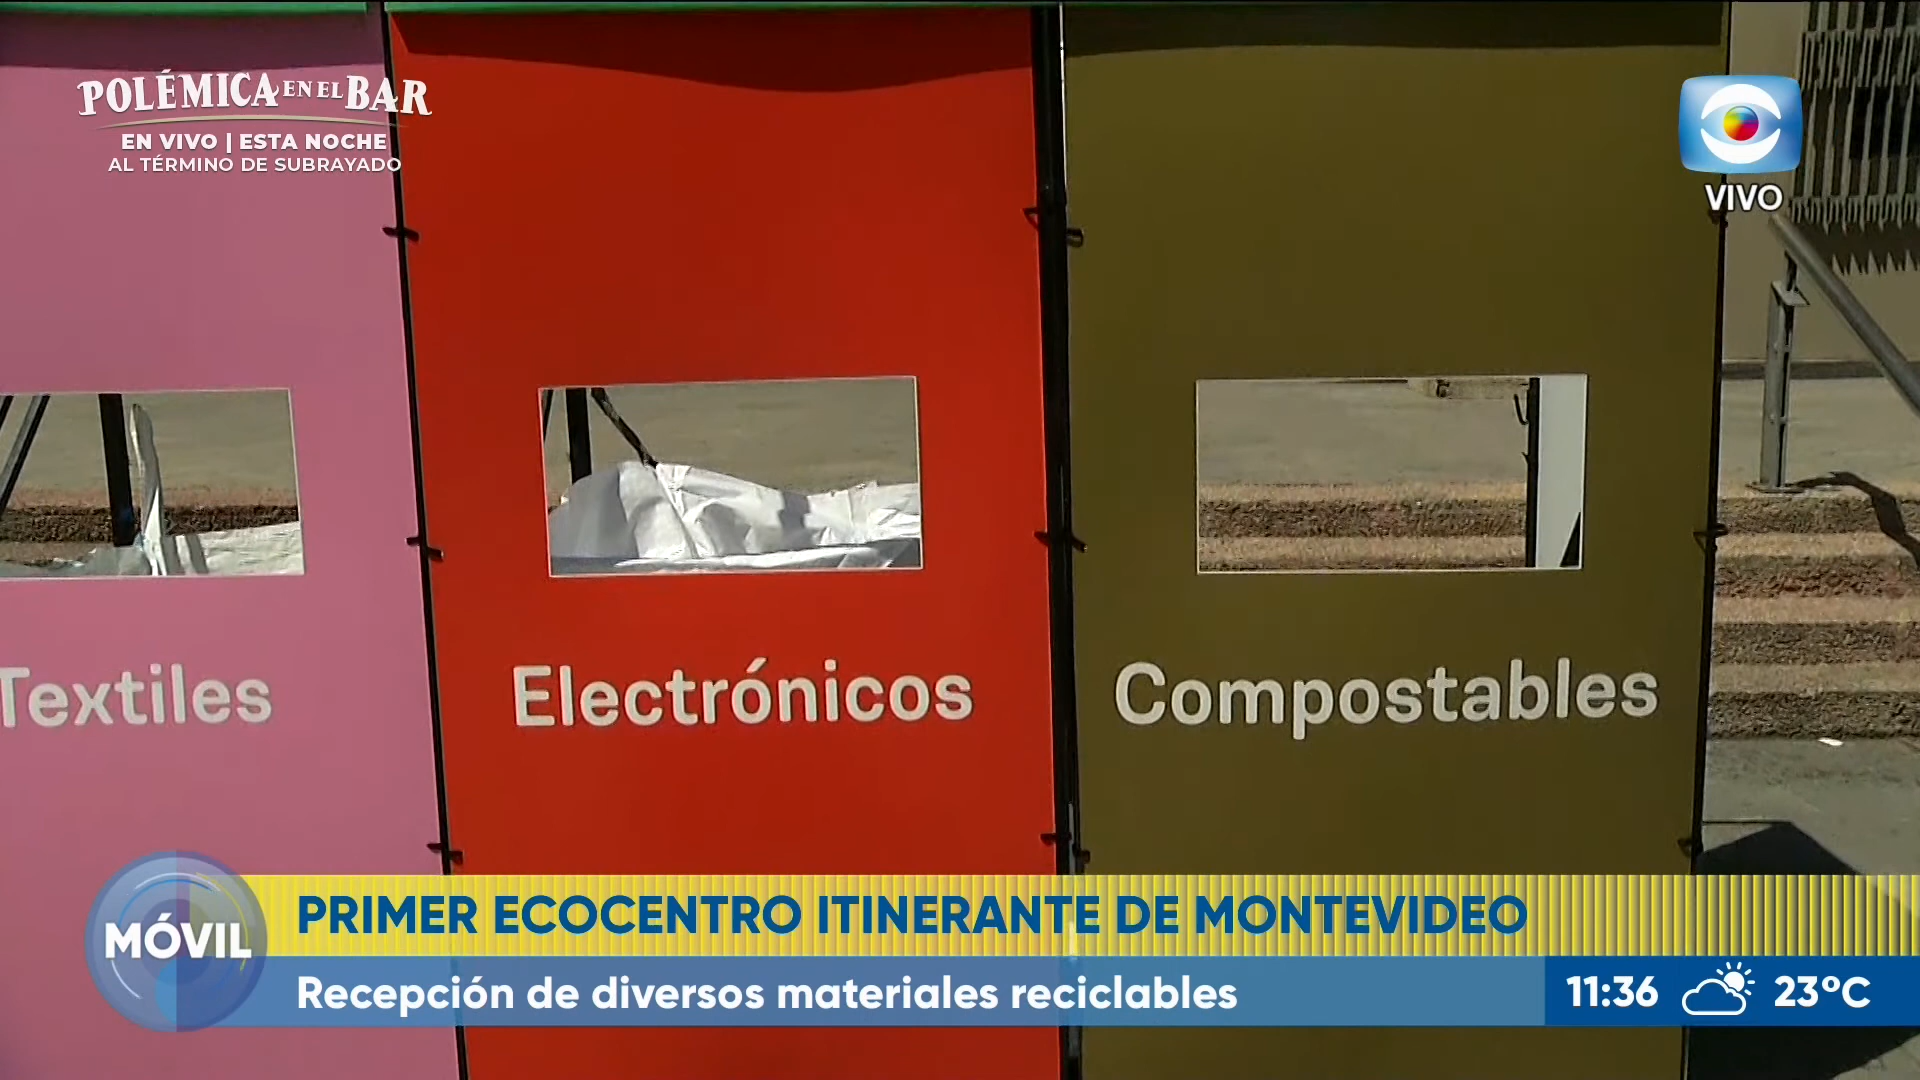 POLÉMICA EN EL BAR
EN VIVO | ESTA NOCHE
AL TÉRMINO DE SUBRAYADO
VIVO
Textiles
Electrónicos
Compostables
MÓVIL
PRIMER ECOCENTRO ITINERANTE DE MONTEVIDEO
Recepción de diversos materiales reciclables
11:36
23°C